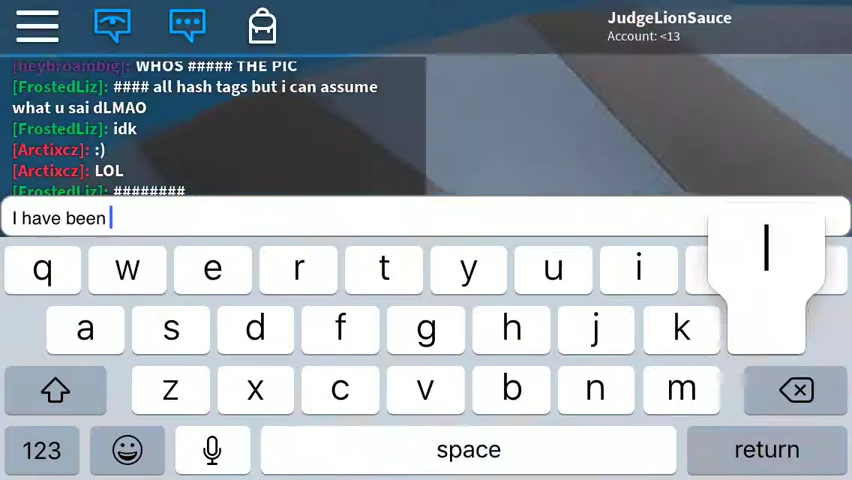 JudgeLionSauce
Account: <13
[heybroambig]: WHOS ##### THE PIC
[FrostedLiz]: #### all hash tags but i can assume
what u sai dLMAO
[FrostedLiz]: idk
[Arctixcz]: :)
[Arctixcz]: LOL
[FrostedLiz]: ########
I have been
q w e r t y u i
l
a s d f g h j k
z x c v b n m
123 space return